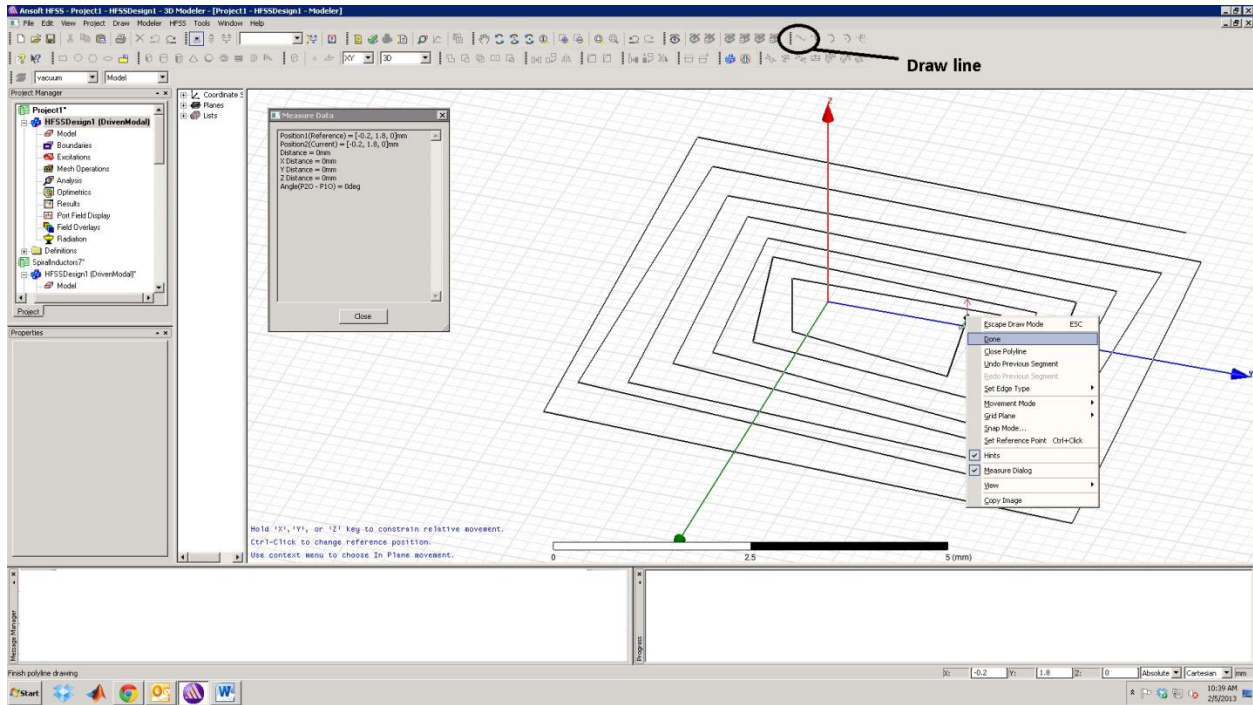 Ansoft HFSS - Project1 - HFSSDesign1 - 3D Modeler - [Project1 - HFSSDesign1 - Modeler]
File Edit View Project Draw Modeler HFSS Tools Window Help
XY 3D
Draw line
vacuum Model
Project Manager
Project1*
HFSSDesign1 (DrivenModal)
Model
Boundaries
Excitations
Mesh Operations
Analysis
Optimetrics
Results
Port Field Display
Field Overlays
Radiation
Definitions
SpiralInductors7*
HFSSDesign1 (DrivenModal)*
Model
Project
Properties
Coordinate S
Planes
Lists
Measure Data
Position1(Reference) = [-0.2, 1.8, 0]mm
Position2(Current) = [-0.2, 1.8, 0]mm
Distance = 0mm
X Distance = 0mm
Y Distance = 0mm
Z Distance = 0mm
Angle(P2O - P1O) = 0deg
Close
Z
Y
Escape Draw Mode ESC
Done
Close Polyline
Undo Previous Segment
Redo Previous Segment
Set Edge Type
Movement Mode
Grid Plane
Snap Mode...
Set Reference Point Ctrl+Click
Hints
Measure Dialog
View
Copy Image
Hold 'X','Y', or 'Z' key to constrain relative movement.
Ctrl-Click to change reference position.
Use context menu to choose In Plane movement.
0 2.5 5 (mm)
Message Manager
Progress
Finish polyline drawing
X: -0.2 Y: 1.8 Z: 0 Absolute Cartesian mm
Start
W
10:39 AM
2/5/2013